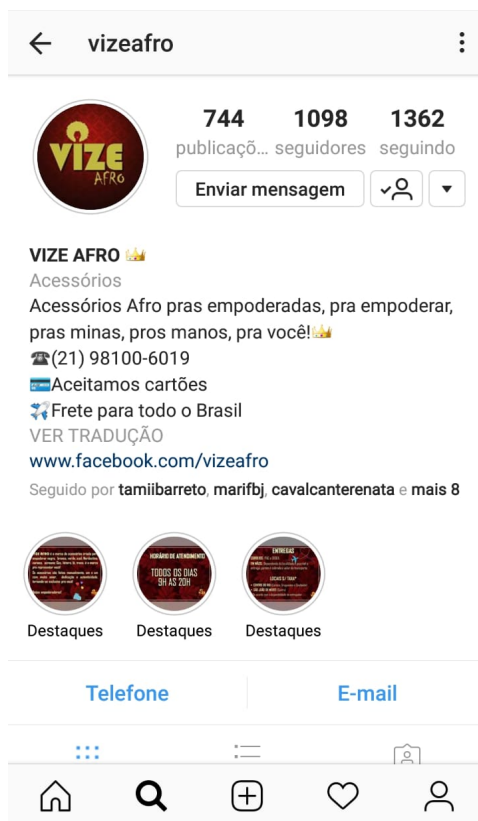 vizeafro
744 1098 1362
publicaçõ... seguidores seguindo
VIZE
AFRO
Enviar mensagem
VIZE AFRO
Acessórios
Acessórios Afro pras empoderadas, pra empoderar,
pras minas, pros manos, pra você!
(21) 98100-6019
Aceitamos cartões
Frete para todo o Brasil
VER TRADUÇÃO
www.facebook.com/vizeafro
Seguido por tamiibarreto, marifbj, cavalcanterenata e mais 8
HORÁRIO DE ATENDIMENTO
TODOS OS DIAS
9H ÀS 20H
ENTREGAS
Destaques Destaques Destaques
Telefone E-mail